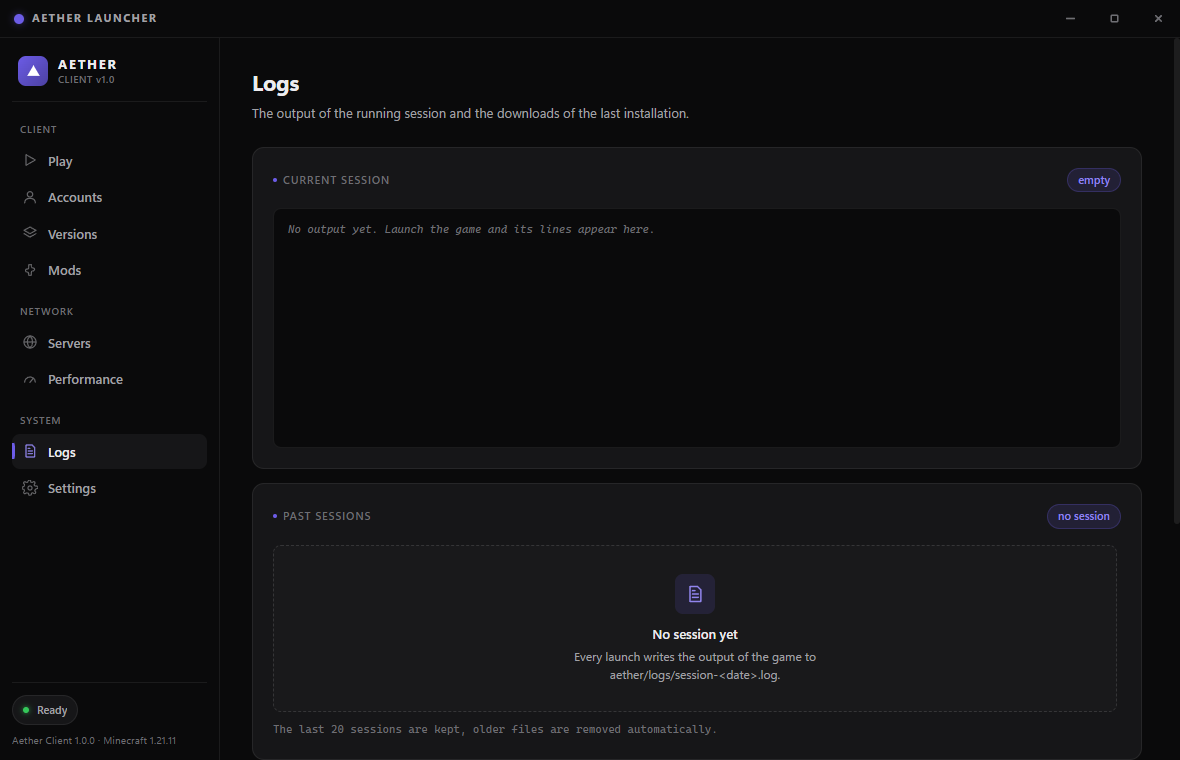 AETHER LAUNCHER
AETHER
CLIENT v1.0
CLIENT
Play
Accounts
Versions
Mods
NETWORK
Servers
Performance
SYSTEM
Logs
Settings
Ready
Aether Client 1.0.0 · Minecraft 1.21.11
Logs
The output of the running session and the downloads of the last installation.
CURRENT SESSION
empty
No output yet. Launch the game and its lines appear here.
PAST SESSIONS
no session
No session yet
Every launch writes the output of the game to
aether/logs/session-<date>.log.
The last 20 sessions are kept, older files are removed automatically.